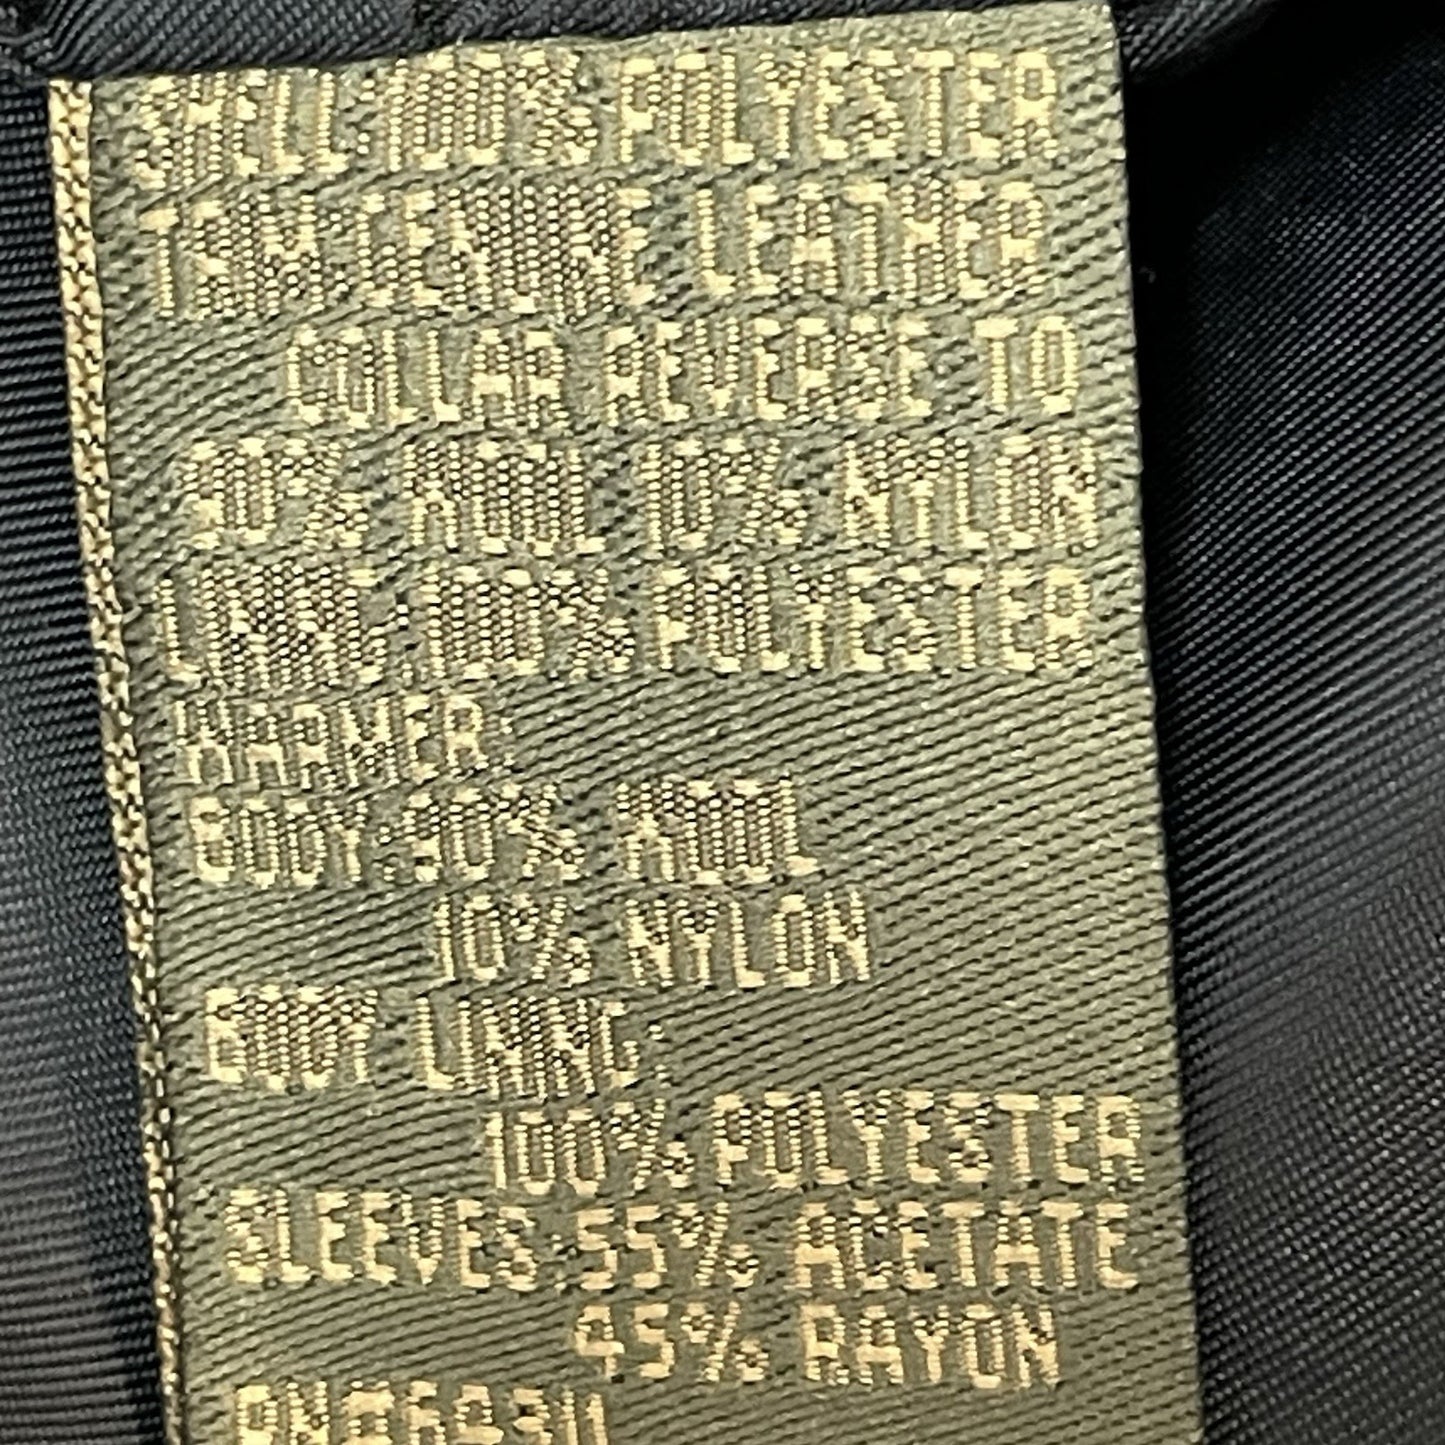 SHELL:100% POLYESTER
TRIM:GENUINE LEATHER
COLLAR REVERSE TO
90% WOOL 10% NYLON
LINING:100% POLYESTER
WARMER:
BODY:90% WOOL
10% NYLON
BODY LINING:
100% POLYESTER
SLEEVES:55% ACETATE
45% RAYON